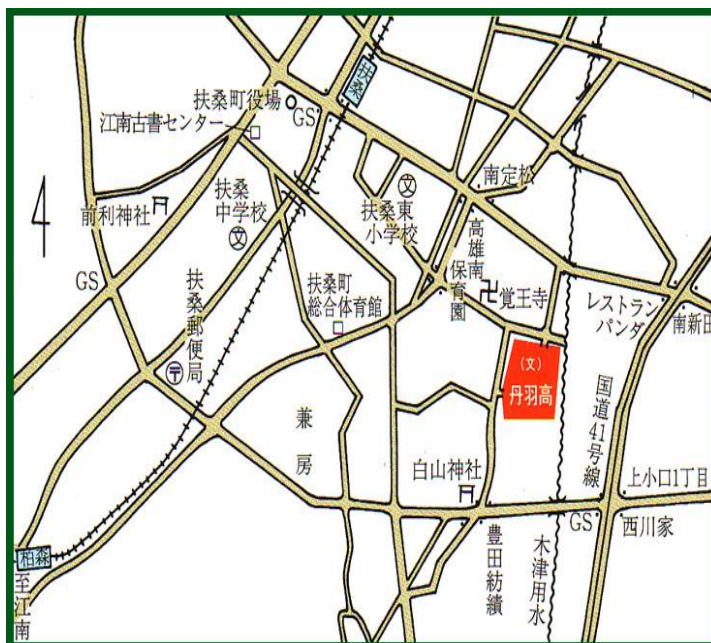 扶桑
扶桑町役場
GS
江南古書センター
南定松
文
扶桑
中学校
文
扶桑東
小学校
前利神社
高雄南
保育園
卍覚王寺
扶桑町
総合体育館
GS
レストラン
パンダ
南新田
扶桑郵便局
〒
(文)
丹羽高
国道41号線
兼房
白山神社
上小口1丁目
GS
西川家
豊田紡績
木津用水
柏森
至江南